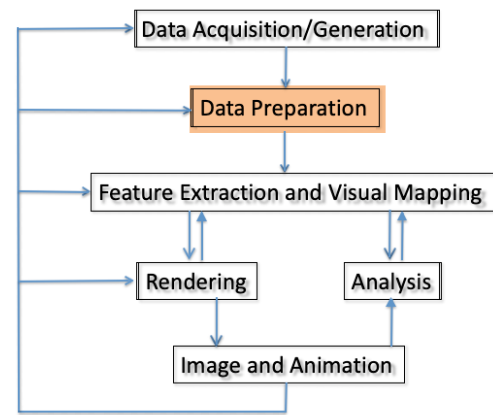 Data Acquisition/Generation
Data Preparation
Feature Extraction and Visual Mapping
Rendering
Analysis
Image and Animation